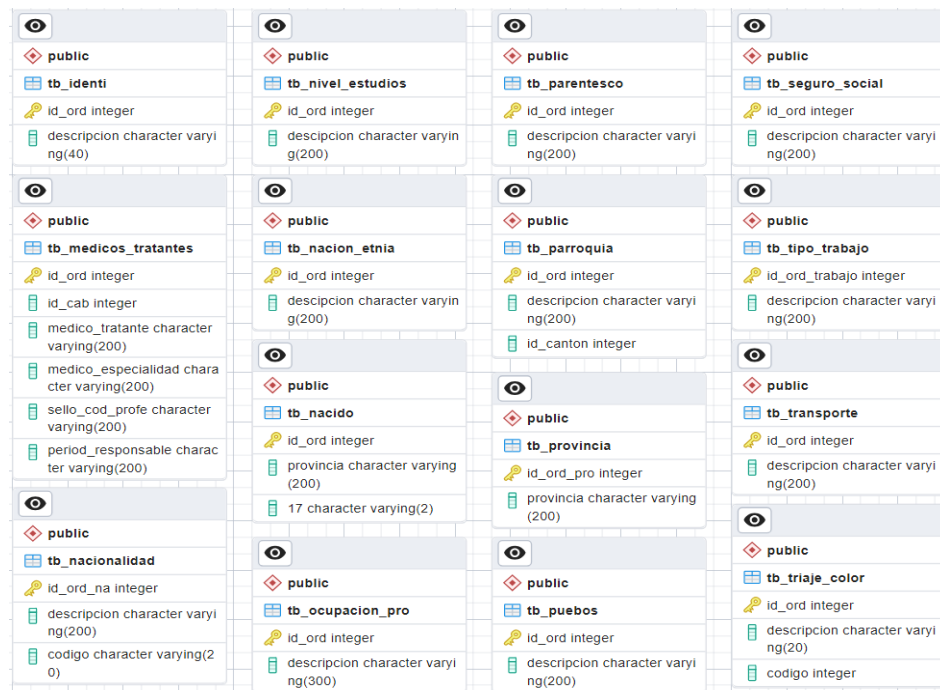 public
tb_identi
id_ord integer
descripcion character varyi
ng(40)
public
tb_medicos_tratantes
id_ord integer
id_cab integer
medico_tratante character
varying(200)
medico_especialidad chara
cter varying(200)
sello_cod_profe character
varying(200)
period_responsable charac
ter varying(200)
public
tb_nacionalidad
id_ord_na integer
descripcion character varyi
ng(200)
codigo character varying(2
0)
public
tb_nivel_estudios
id_ord integer
descipcion character varyin
g(200)
public
tb_nacion_etnia
id_ord integer
descipcion character varyin
g(200)
public
tb_nacido
id_ord integer
provincia character varying
(200)
17 character varying(2)
public
tb_ocupacion_pro
id_ord integer
descripcion character varyi
ng(300)
public
tb_parentesco
id_ord integer
descripcion character varyi
ng(200)
public
tb_parroquia
id_ord integer
descripcion character varyi
ng(200)
id_canton integer
public
tb_provincia
id_ord_pro integer
provincia character varying
(200)
public
tb_puebos
id_ord integer
descripcion character varyi
ng(200)
public
tb_seguro_social
id_ord integer
descripcion character varyi
ng(200)
public
tb_tipo_trabajo
id_ord_trabajo integer
descripcion character varyi
ng(200)
public
tb_transporte
id_ord integer
descripcion character varyi
ng(200)
public
tb_triaje_color
id_ord integer
descripcion character varyi
ng(20)
codigo integer